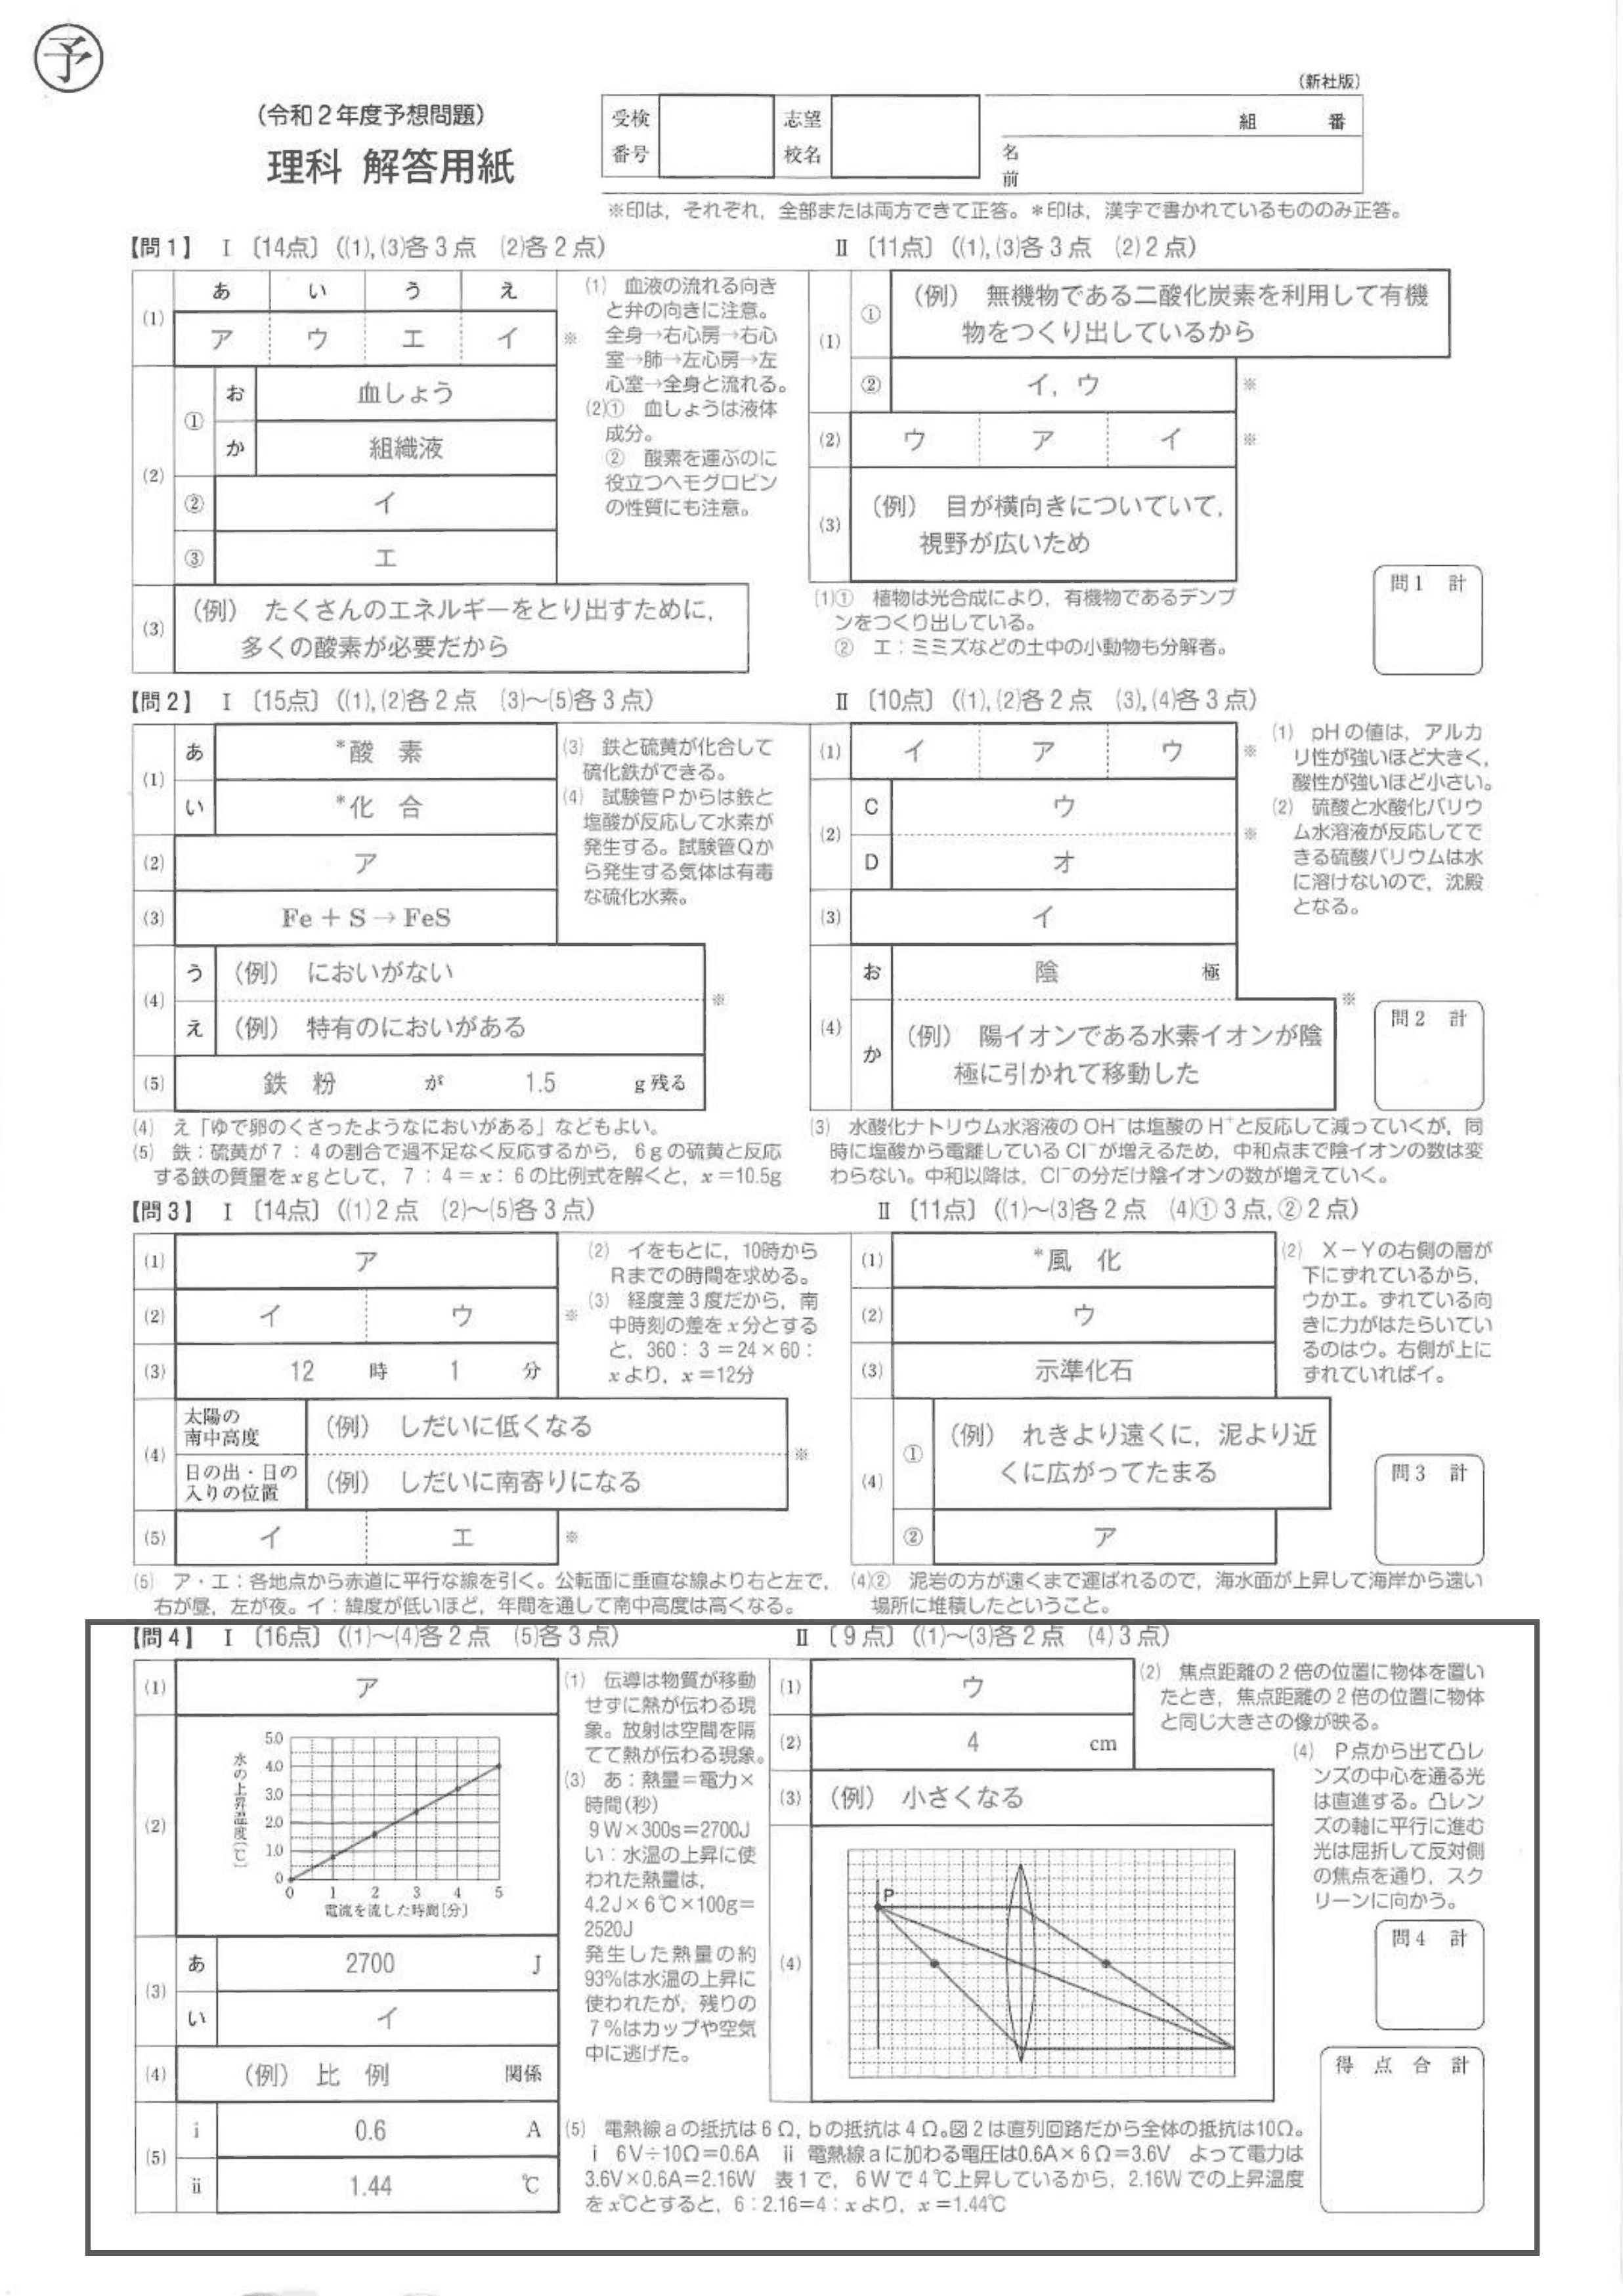 予
(新社版)
(令和2年度予想問題)
理科 解答用紙
受検
番号
志望
校名
組 番
名
前
※印は，それぞれ，全部または両方できて正答。＊印は，漢字で書かれているもののみ正答。
【問1】 Ⅰ 〔14点〕((1),(3)各3点 (2)各2点)
(1) あ い う え
ア ウ エ イ ※
(2) ① お 血しょう
か 組織液
② イ
③ エ
(3) (例) たくさんのエネルギーをとり出すために，
多くの酸素が必要だから
(1) 血液の流れる向き
と弁の向きに注意。
全身→右心房→右心
室→肺→左心房→左
心室→全身と流れる。
(2)① 血しょうは液体
成分。
② 酸素を運ぶのに
役立つヘモグロビン
の性質にも注意。
Ⅱ 〔11点〕((1),(3)各3点 (2)2点)
(1) ① (例) 無機物である二酸化炭素を利用して有機
物をつくり出しているから
② イ，ウ ※
(2) ウ ア イ ※
(3) (例) 目が横向きについていて，
視野が広いため
(1)① 植物は光合成により，有機物であるデンプ
ンをつくり出している。
② エ：ミミズなどの土中の小動物も分解者。
問1 計
【問2】 Ⅰ 〔15点〕((1),(2)各2点 (3)～(5)各3点)
(1) あ *酸 素
い *化 合
(2) ア
(3) Fe + S → FeS
(4) う (例) においがない
え (例) 特有のにおいがある ※
(5) 鉄 粉 が 1.5 g残る
(3) 鉄と硫黄が化合して
硫化鉄ができる。
(4) 試験管Pからは鉄と
塩酸が反応して水素が
発生する。試験管Qか
ら発生する気体は有毒
な硫化水素。
(4) え「ゆで卵のくさったようなにおいがある」などもよい。
(5) 鉄：硫黄が7：4の割合で過不足なく反応するから，6gの硫黄と反応
する鉄の質量をxgとして，7：4＝x：6の比例式を解くと，x＝10.5g
Ⅱ 〔10点〕((1),(2)各2点 (3),(4)各3点)
(1) イ ア ウ ※
(2) C ウ
D オ ※
(3) イ
(4) お 陰 極
か (例) 陽イオンである水素イオンが陰
極に引かれて移動した ※
(1) pHの値は，アルカ
リ性が強いほど大きく，
酸性が強いほど小さい。
(2) 硫酸と水酸化バリウ
ム水溶液が反応してで
きる硫酸バリウムは水
に溶けないので，沈殿
となる。
問2 計
(3) 水酸化ナトリウム水溶液のOH⁻は塩酸のH⁺と反応して減っていくが，同
時に塩酸から電離しているCl⁻が増えるため，中和点まで陰イオンの数は変
わらない。中和以降は，Cl⁻の分だけ陰イオンの数が増えていく。
【問3】 Ⅰ 〔14点〕((1)2点 (2)～(5)各3点)
(1) ア
(2) イ ウ ※
(3) 12 時 1 分
(4) 太陽の
南中高度 (例) しだいに低くなる
日の出・日の
入りの位置 (例) しだいに南寄りになる ※
(5) イ エ ※
(2) イをもとに，10時から
Rまでの時間を求める。
(3) 経度差3度だから，南
中時刻の差をx分とする
と，360：3＝24×60：
xより，x＝12分
(5) ア・エ：各地点から赤道に平行な線を引く。公転面に垂直な線より右と左で，
右が昼，左が夜。イ：緯度が低いほど，年間を通して南中高度は高くなる。
Ⅱ 〔11点〕((1)～(3)各2点 (4)①3点，②2点)
(1) *風 化
(2) ウ
(3) 示準化石
(4) ① (例) れきより遠くに，泥より近
くに広がってたまる
② ア
(2) X－Yの右側の層が
下にずれているから，
ウかエ。ずれている向
きに力がはたらいてい
るのはウ。右側が上に
ずれていればイ。
問3 計
(4)② 泥岩の方が遠くまで運ばれるので，海水面が上昇して海岸から遠い
場所に堆積したということ。
【問4】 Ⅰ 〔16点〕((1)～(4)各2点 (5)各3点)
(1) ア
(2) 水の上昇温度〔℃〕
5.0
4.0
3.0
2.0
1.0
0
0 1 2 3 4 5
電流を流した時間〔分〕
(3) あ 2700 J
い イ
(4) (例) 比 例 関係
(5) i 0.6 A
ii 1.44 ℃
(1) 伝導は物質が移動
せずに熱が伝わる現
象。放射は空間を隔
てて熱が伝わる現象。
(3) あ：熱量＝電力×
時間(秒)
9W×300s＝2700J
い：水温の上昇に使
われた熱量は，
4.2J×6℃×100g＝
2520J
発生した熱量の約
93%は水温の上昇に
使われたが，残りの
7%はカップや空気
中に逃げた。
Ⅱ 〔9点〕((1)～(3)各2点 (4)3点)
(1) ウ
(2) 4 cm
(3) (例) 小さくなる
(4) P
(2) 焦点距離の2倍の位置に物体を置い
たとき，焦点距離の2倍の位置に物体
と同じ大きさの像が映る。
(4) P点から出て凸レ
ンズの中心を通る光
は直進する。凸レン
ズの軸に平行に進む
光は屈折して反対側
の焦点を通り，スク
リーンに向かう。
問4 計
得点合計
(5) 電熱線aの抵抗は6Ω，bの抵抗は4Ω。図2は直列回路だから全体の抵抗は10Ω。
i 6V÷10Ω＝0.6A ii 電熱線aに加わる電圧は0.6A×6Ω＝3.6V よって電力は
3.6V×0.6A＝2.16W 表1で，6Wで4℃上昇しているから，2.16Wでの上昇温度
をx℃とすると，6：2.16＝4：xより，x＝1.44℃